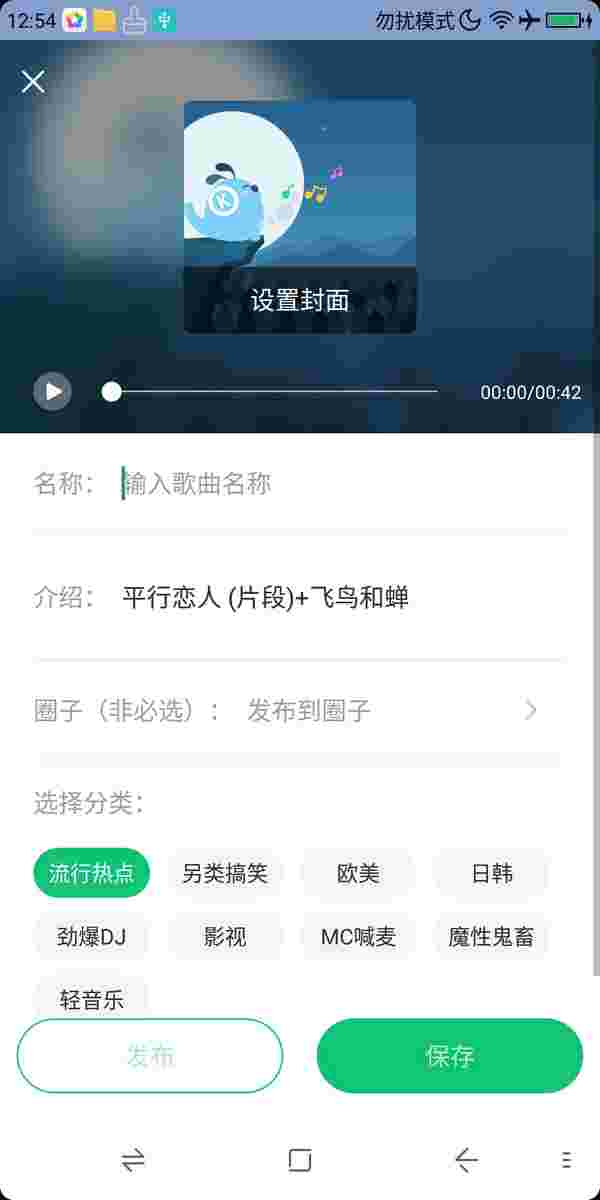 12:54 勿扰模式
K
设置封面
00:00/00:42
名称： 输入歌曲名称
介绍： 平行恋人 (片段)+飞鸟和蝉
圈子（非必选）： 发布到圈子
选择分类：
流行热点 另类搞笑 欧美 日韩
劲爆DJ 影视 MC喊麦 魔性鬼畜
轻音乐
发布 保存